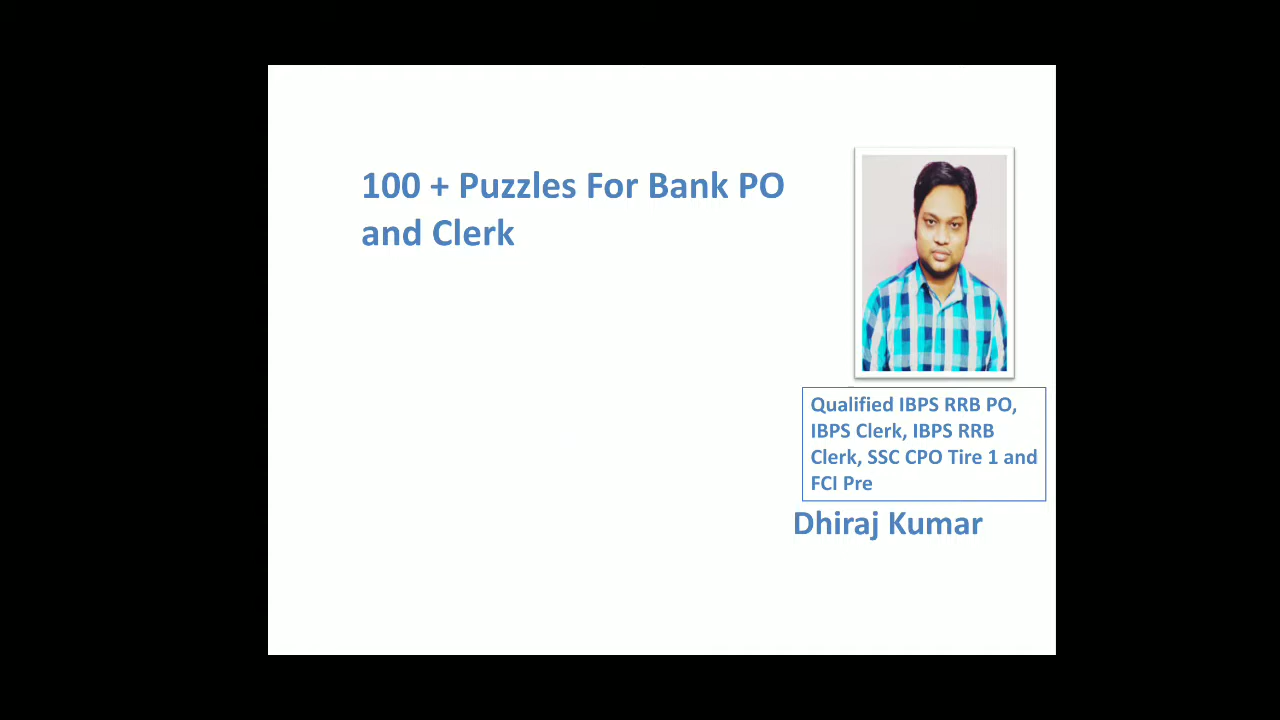 100 + Puzzles For Bank PO
and Clerk
Qualified IBPS RRB PO,
IBPS Clerk, IBPS RRB
Clerk, SSC CPO Tire 1 and
FCI Pre
Dhiraj Kumar